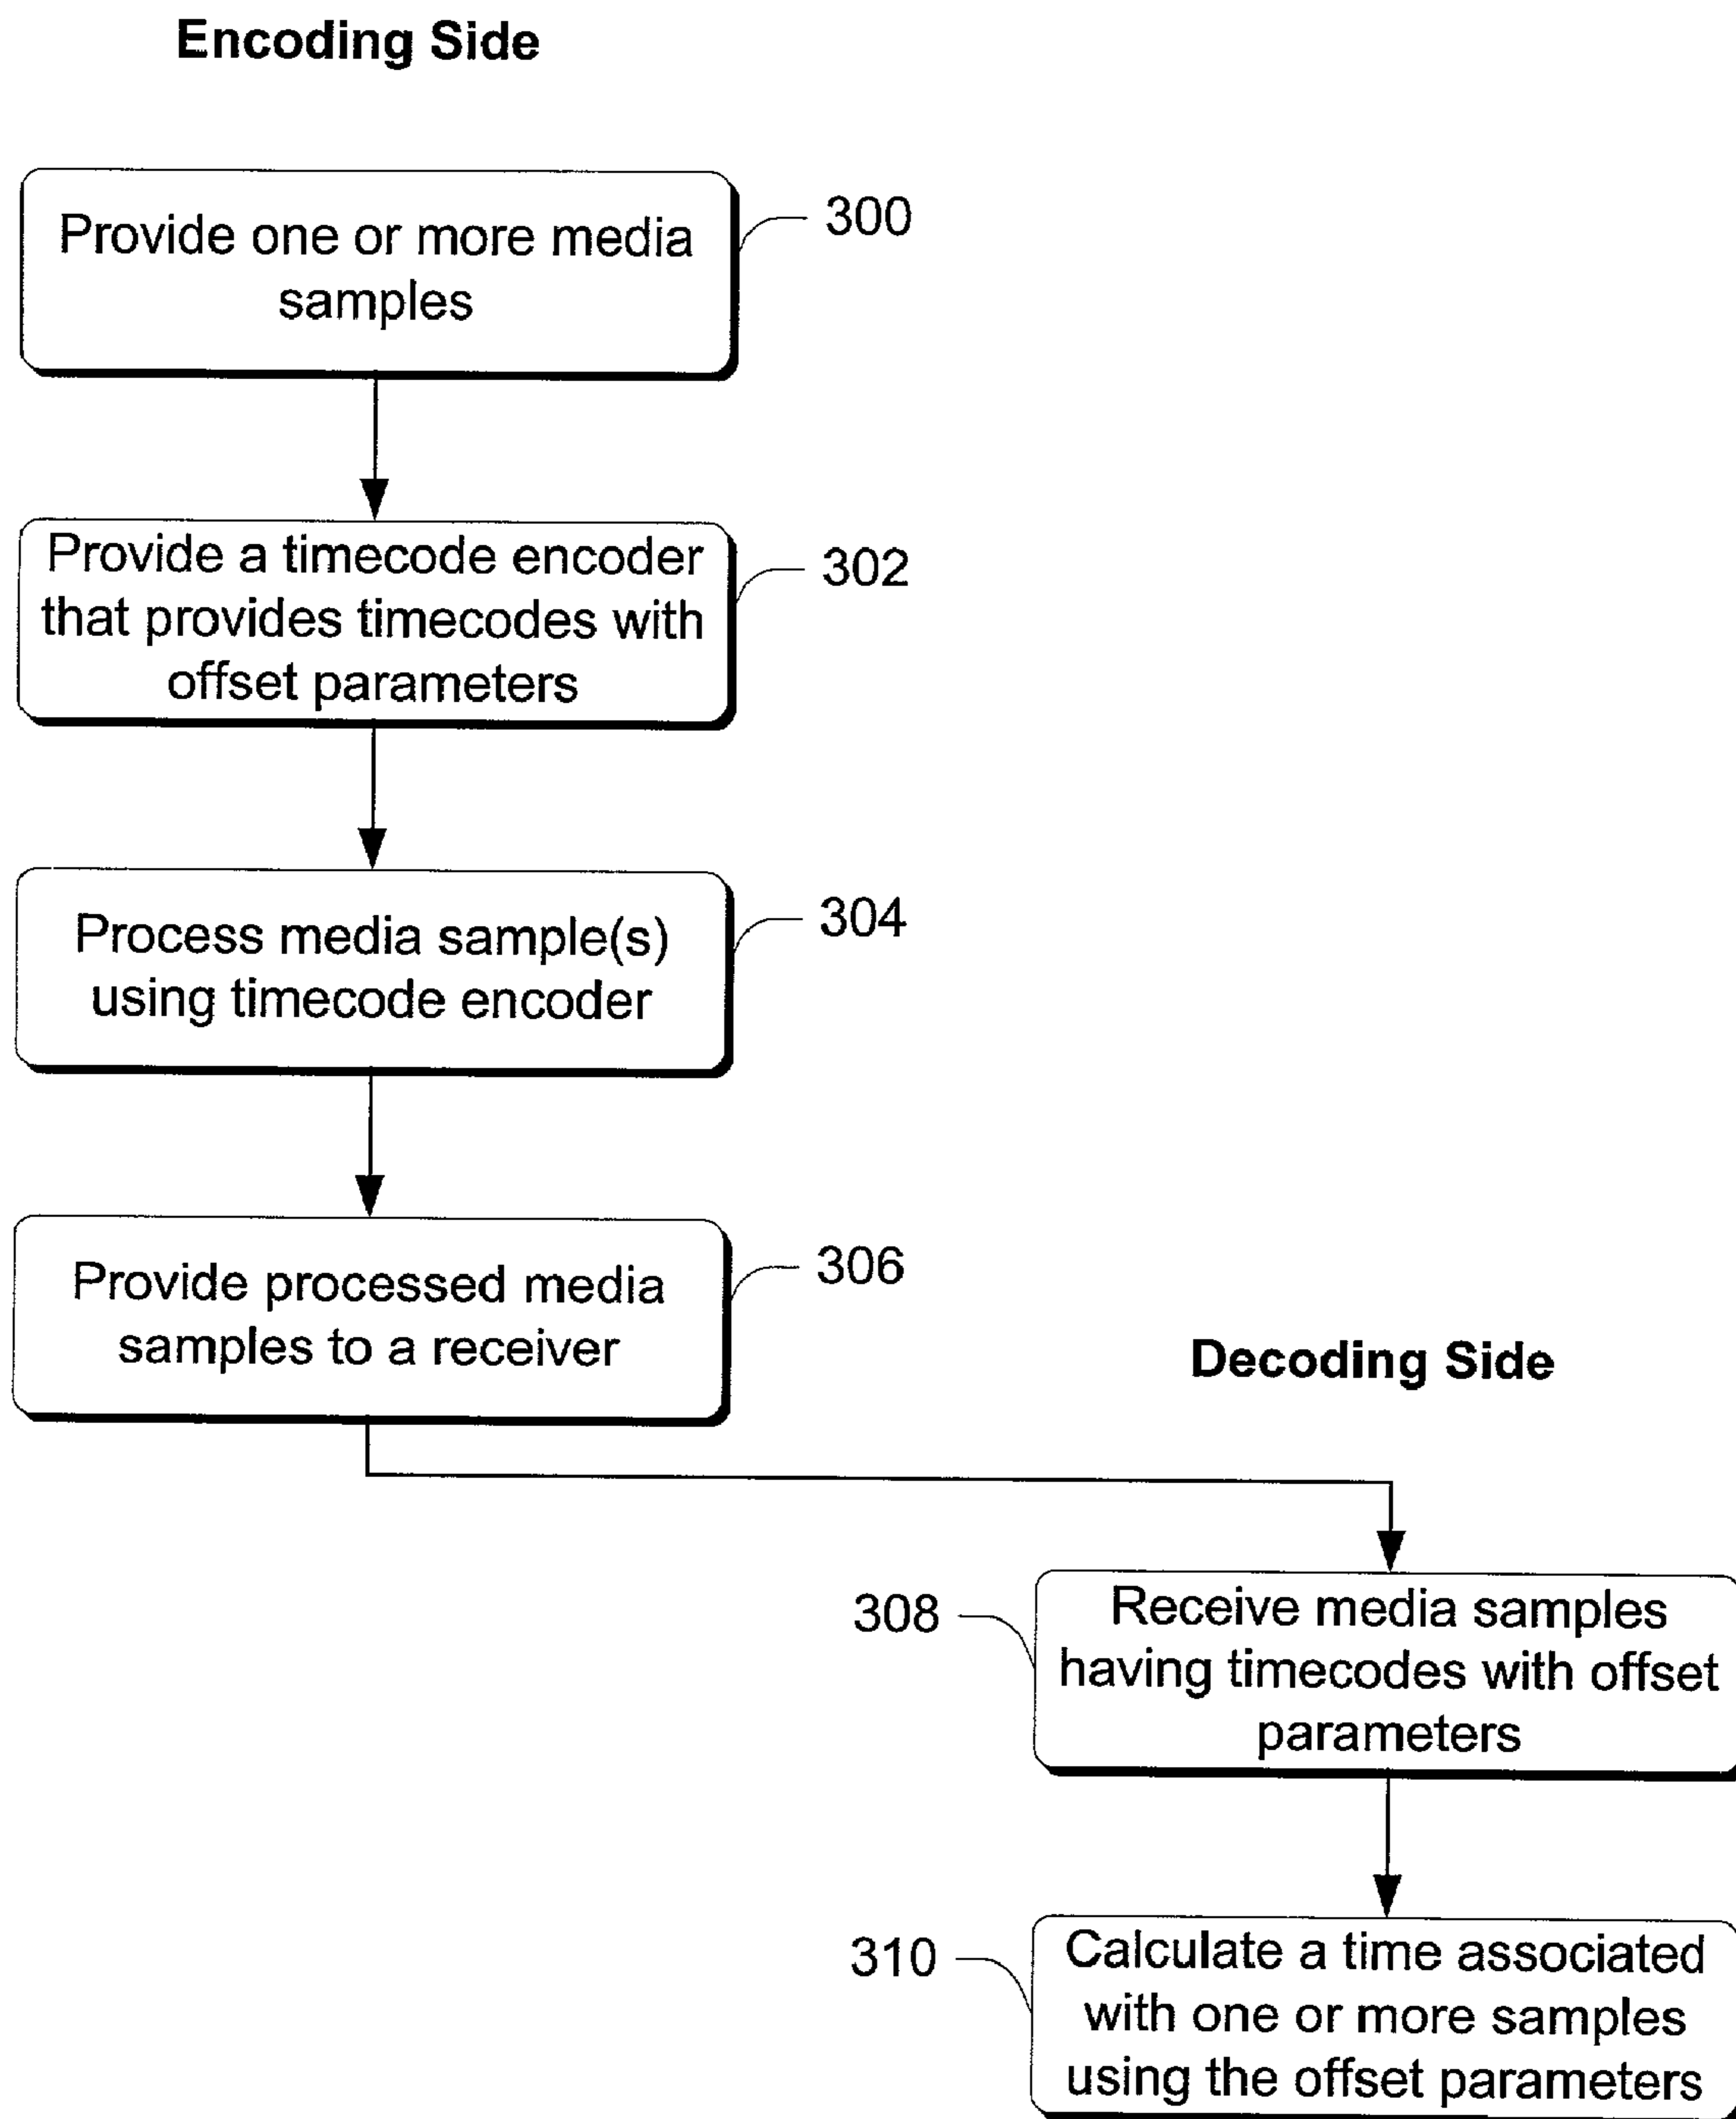 Encoding Side
Provide one or more media
samples
300
Provide a timecode encoder
that provides timecodes with
offset parameters
302
Process media sample(s)
using timecode encoder
304
Provide processed media
samples to a receiver
306
Decoding Side
308
Receive media samples
having timecodes with offset
parameters
310
Calculate a time associated
with one or more samples
using the offset parameters